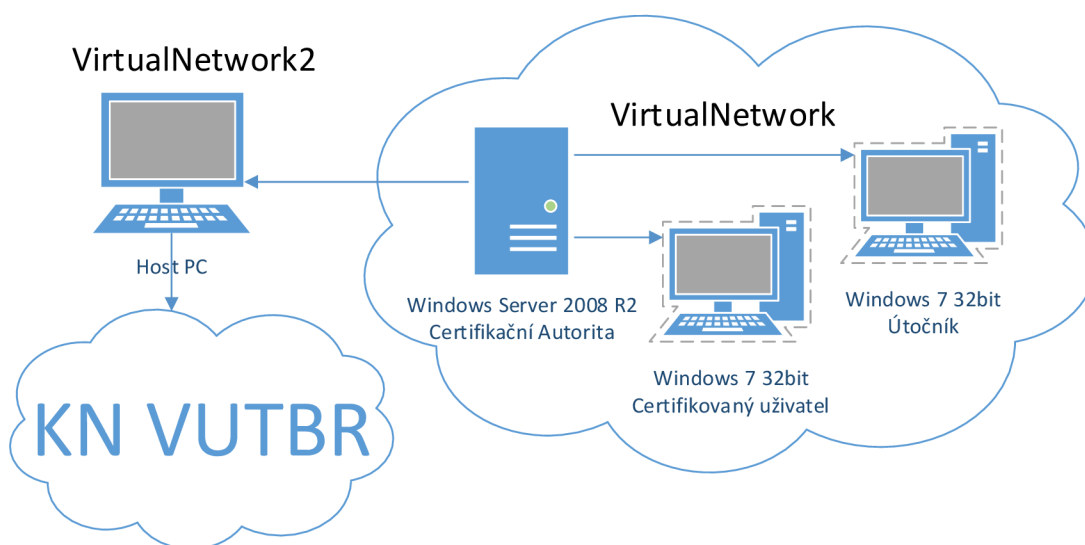 VirtualNetwork2
VirtualNetwork
Host PC
Windows Server 2008 R2
Certifikační Autorita
Windows 7 32bit
Útočník
Windows 7 32bit
Certifikovaný uživatel
KN VUTBR